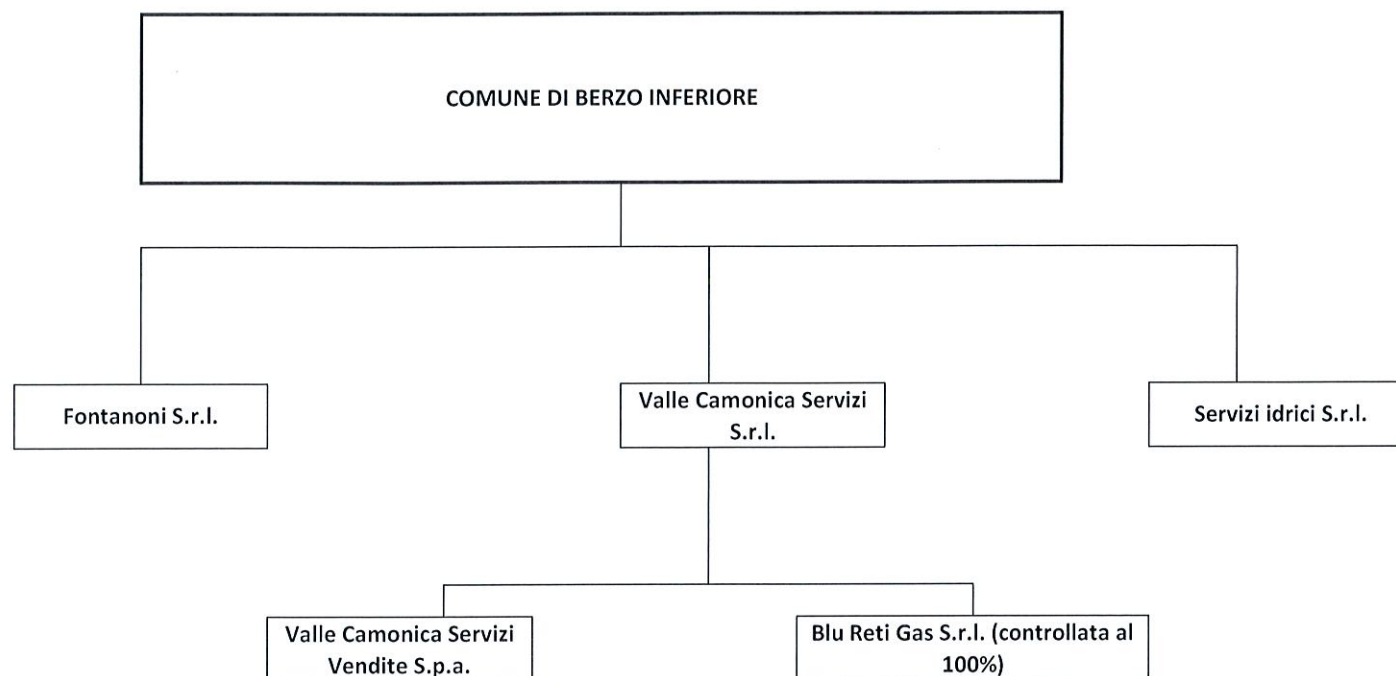 COMUNE DI BERZO INFERIORE
Fontanoni S.r.l.
Valle Camonica Servizi
S.r.l.
Servizi idrici S.r.l.
Valle Camonica Servizi
Vendite S.p.a.
Blu Reti Gas S.r.l. (controllata al
100%)